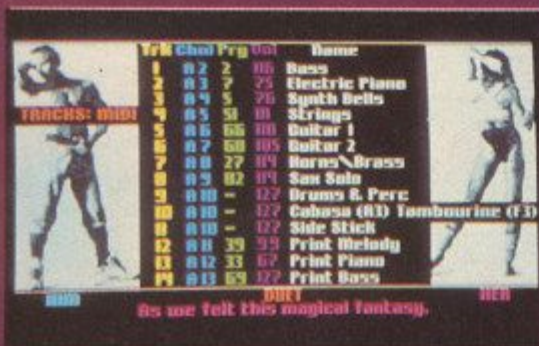 Trk Chnl Prg Vol Name
1 A2 2 116 Bass
2 A3 7 75 Electric Piano
3 A4 5 76 Synth Bells
TRACKS: MIDI
4 A5 51 111 Strings
5 A6 66 110 Guitar 1
6 A7 60 105 Guitar 2
7 A8 27 114 Horns\Brass
8 A9 82 114 Sax Solo
9 A10 - 127 Drums & Perc
10 A10 - 127 Cabasa (A3) Tambourine (F3)
A10 - 127 Side Stick
12 A11 39 99 Print Melody
13 A12 33 67 Print Piano
14 A13 69 127 Print Bass
HIM DUET HER
As we felt this magical fantasy.